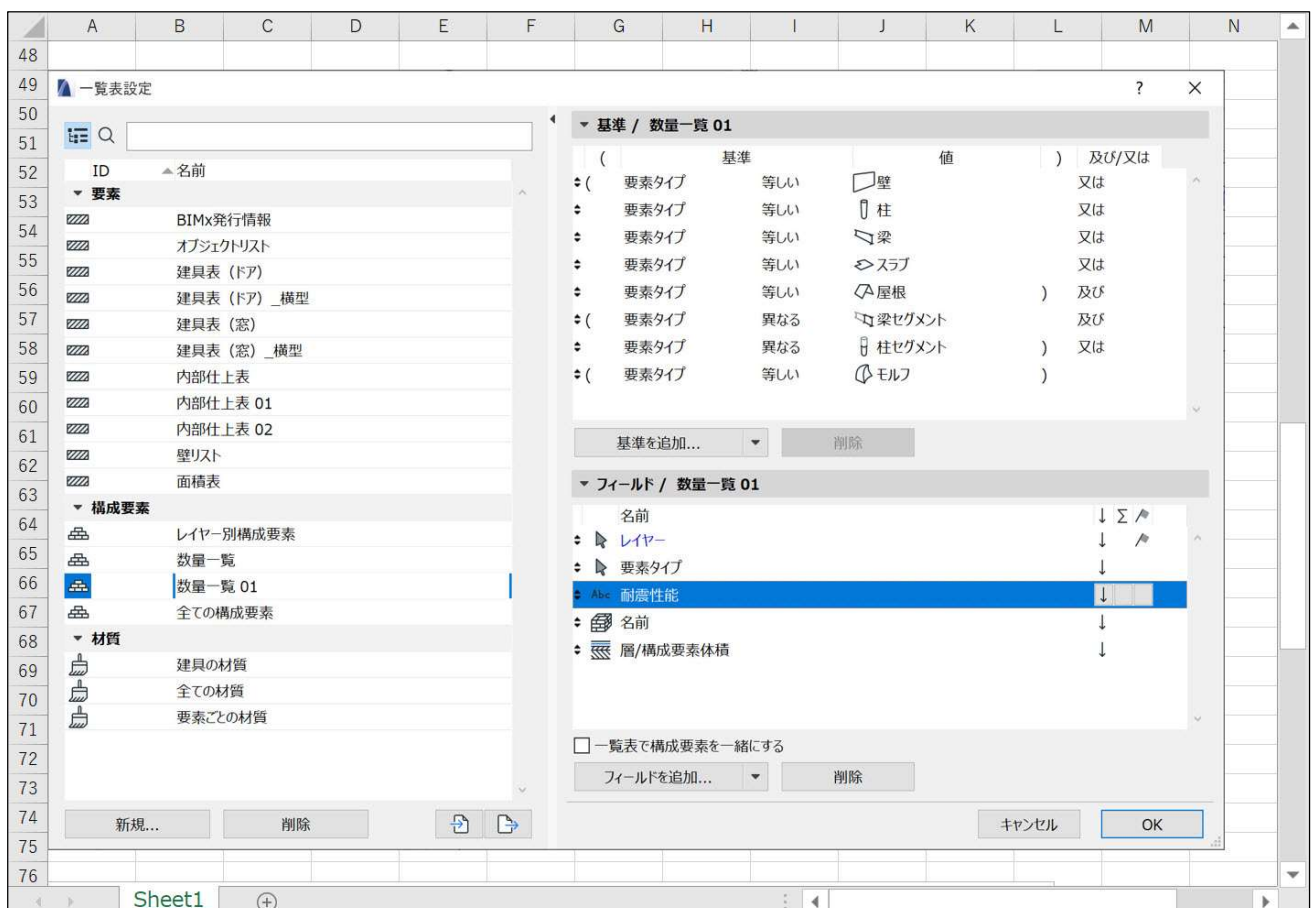 A B C D E F G H I J K L M N
48
49
50
51
52
53
54
55
56
57
58
59
60
61
62
63
64
65
66
67
68
69
70
71
72
73
74
75
76
一覧表設定 ? ×
ID 名前
要素
BIMx発行情報
オブジェクトリスト
建具表（ドア）
建具表（ドア）_横型
建具表（窓）
建具表（窓）_横型
内部仕上表
内部仕上表 01
内部仕上表 02
壁リスト
面積表
構成要素
レイヤー別構成要素
数量一覧
数量一覧 01
全ての構成要素
材質
建具の材質
全ての材質
要素ごとの材質
新規... 削除
基準 / 数量一覧 01
( 基準 値 ) 及び/又は
( 要素タイプ 等しい 壁 又は
要素タイプ 等しい 柱 又は
要素タイプ 等しい 梁 又は
要素タイプ 等しい スラブ 又は
要素タイプ 等しい 屋根 ) 及び
( 要素タイプ 異なる 梁セグメント 及び
要素タイプ 異なる 柱セグメント ) 又は
( 要素タイプ 等しい モルフ )
基準を追加... 削除
フィールド / 数量一覧 01
名前 ↓ Σ
レイヤー ↓
要素タイプ ↓
Abc 耐震性能 ↓
名前 ↓
層/構成要素体積 ↓
一覧表で構成要素を一緒にする
フィールドを追加... 削除
キャンセル OK
Sheet1